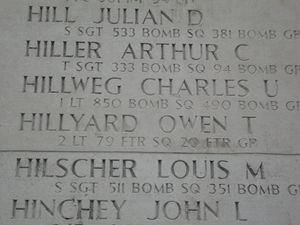 HILL JULIAN D
S SGT 533 BOMB SQ 381 BOMB GP
HILLER ARTHUR C
T SGT 333 BOMB SQ 94 BOMB GP
HILLWEG CHARLES U
1 LT 850 BOMB SQ 490 BOMB GP
HILLYARD OWEN T
2 LT 79 FTR SQ 20 FTR GP
HILSCHER LOUIS M
S SGT 511 BOMB SQ 351 BOMB GP
HINCHEY JOHN L